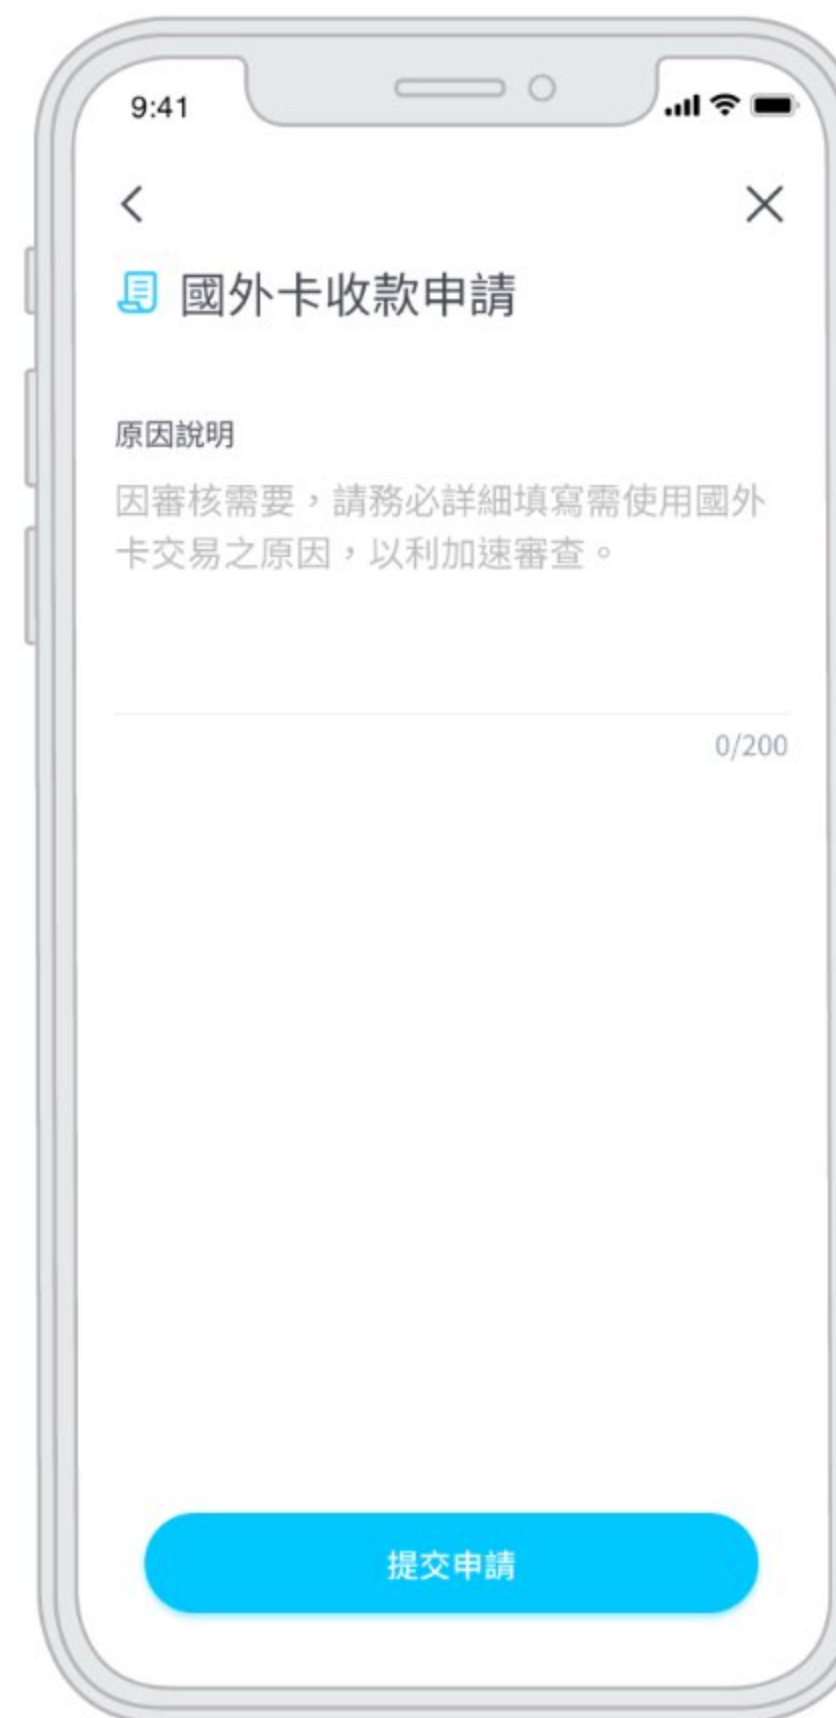 9:41
國外卡收款申請
原因說明
因審核需要，請務必詳細填寫需使用國外
卡交易之原因，以利加速審查。
0/200
提交申請